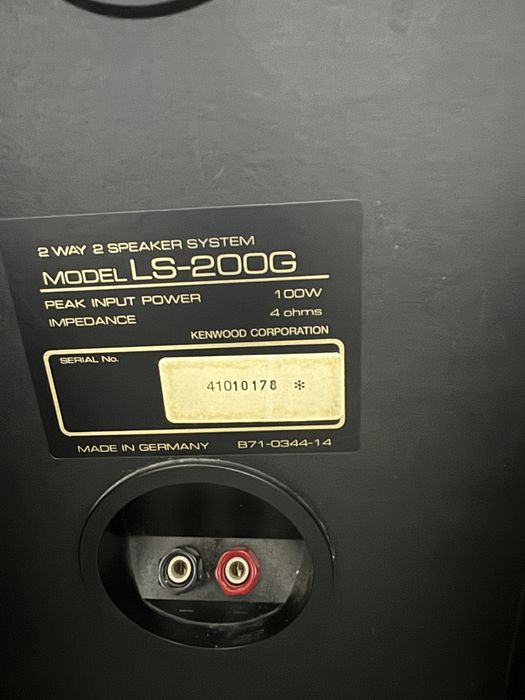 2 WAY 2 SPEAKER SYSTEM
MODEL LS-200G
PEAK INPUT POWER 100W
IMPEDANCE 4 ohms
KENWOOD CORPORATION
SERIAL No.
41010178 *
MADE IN GERMANY B71-0344-14